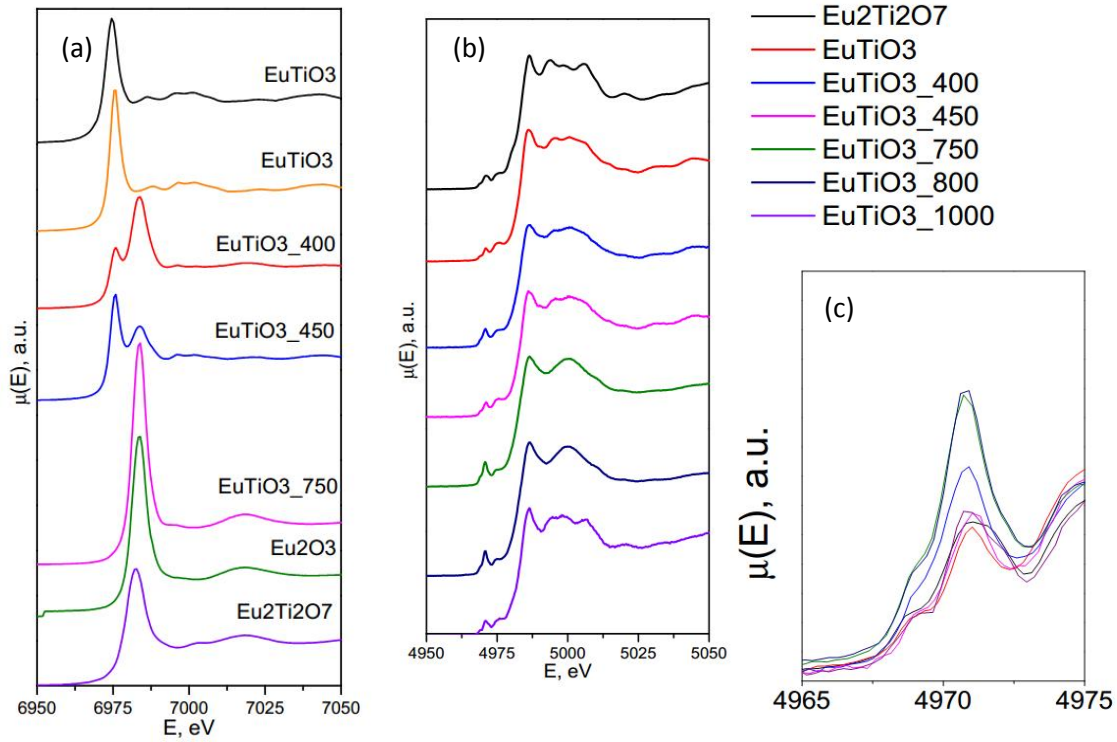 (a)
EuTiO3
EuTiO3
EuTiO3_400
EuTiO3_450
EuTiO3_750
Eu2O3
Eu2Ti2O7
μ(E), a.u.
6950 6975 7000 7025 7050
E, eV
(b)
μ(E), a.u.
4950 4975 5000 5025 5050
E, eV
Eu2Ti2O7
EuTiO3
EuTiO3_400
EuTiO3_450
EuTiO3_750
EuTiO3_800
EuTiO3_1000
(c)
μ(E), a.u.
4965 4970 4975